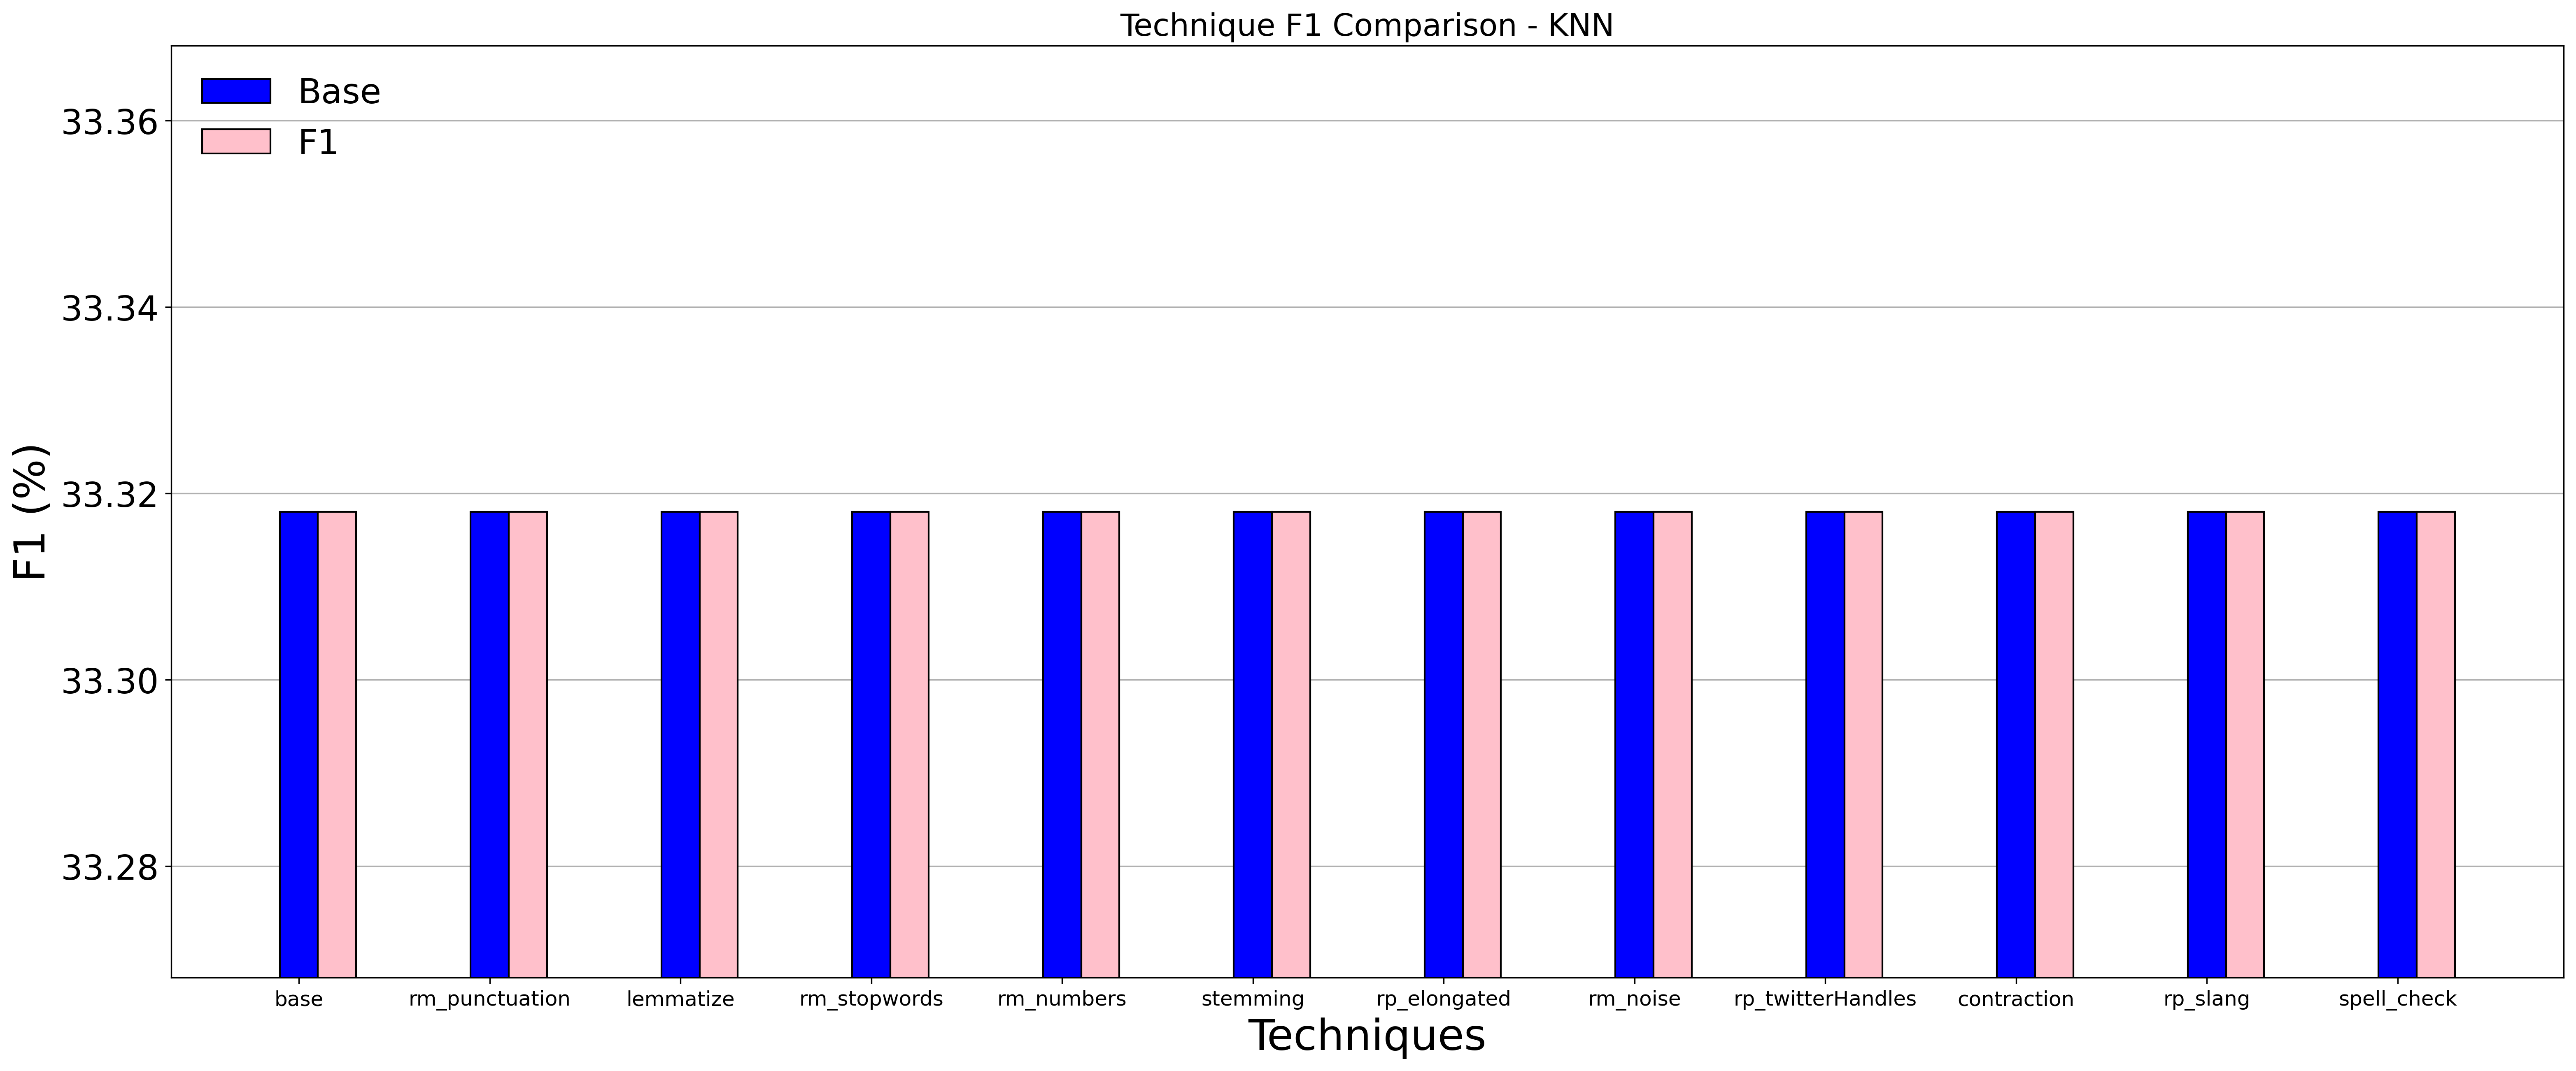 Technique F1 Comparison - KNN
Base
F1
33.36
33.34
33.32
33.30
33.28
F1 (%)
base rm_punctuation lemmatize rm_stopwords rm_numbers stemming rp_elongated rm_noise rp_twitterHandles contraction rp_slang spell_check
Techniques